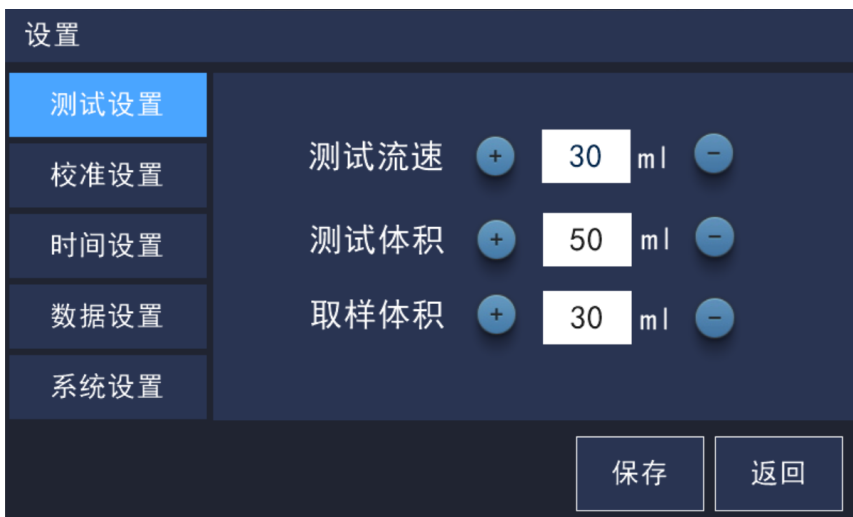 设置
测试设置
校准设置
时间设置
数据设置
系统设置
测试流速 + 30 ml -
测试体积 + 50 ml -
取样体积 + 30 ml -
保存 返回